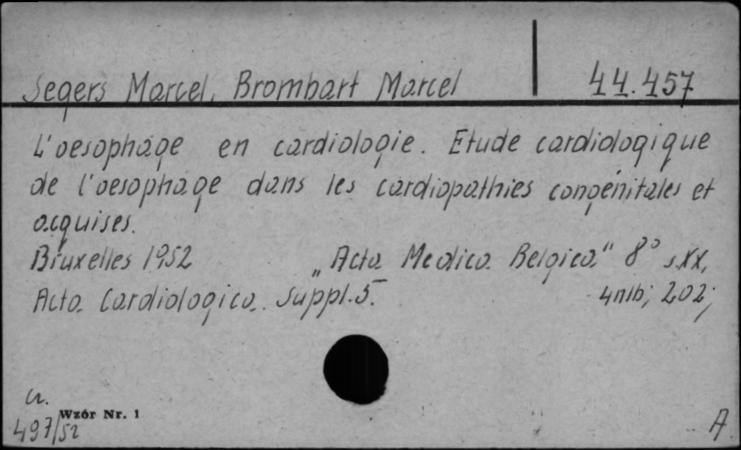 Segers Marcel, Brombart Marcel 44.457
L'oesophage en cardiologie. Etude cardiologique
de l'oesophage dans les cardiopathies congénitales et
acquises.
Bruxelles 1952 „Acta Medica Belgica" 8° s.XX,
Acta Cardiologica. Suppl.5. 4nlb; 202;
Wzór Nr. 1
497/52 A